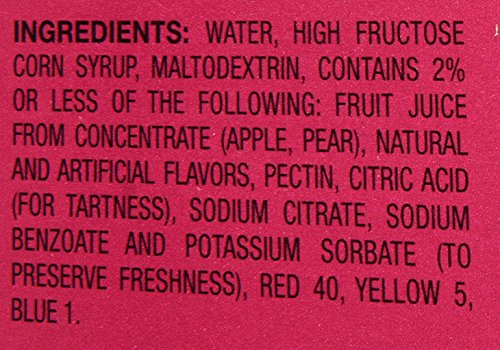 INGREDIENTS: WATER, HIGH FRUCTOSE
CORN SYRUP, MALTODEXTRIN, CONTAINS 2%
OR LESS OF THE FOLLOWING: FRUIT JUICE
FROM CONCENTRATE (APPLE, PEAR), NATURAL
AND ARTIFICIAL FLAVORS, PECTIN, CITRIC ACID
(FOR TARTNESS), SODIUM CITRATE, SODIUM
BENZOATE AND POTASSIUM SORBATE (TO
PRESERVE FRESHNESS), RED 40, YELLOW 5,
BLUE 1.